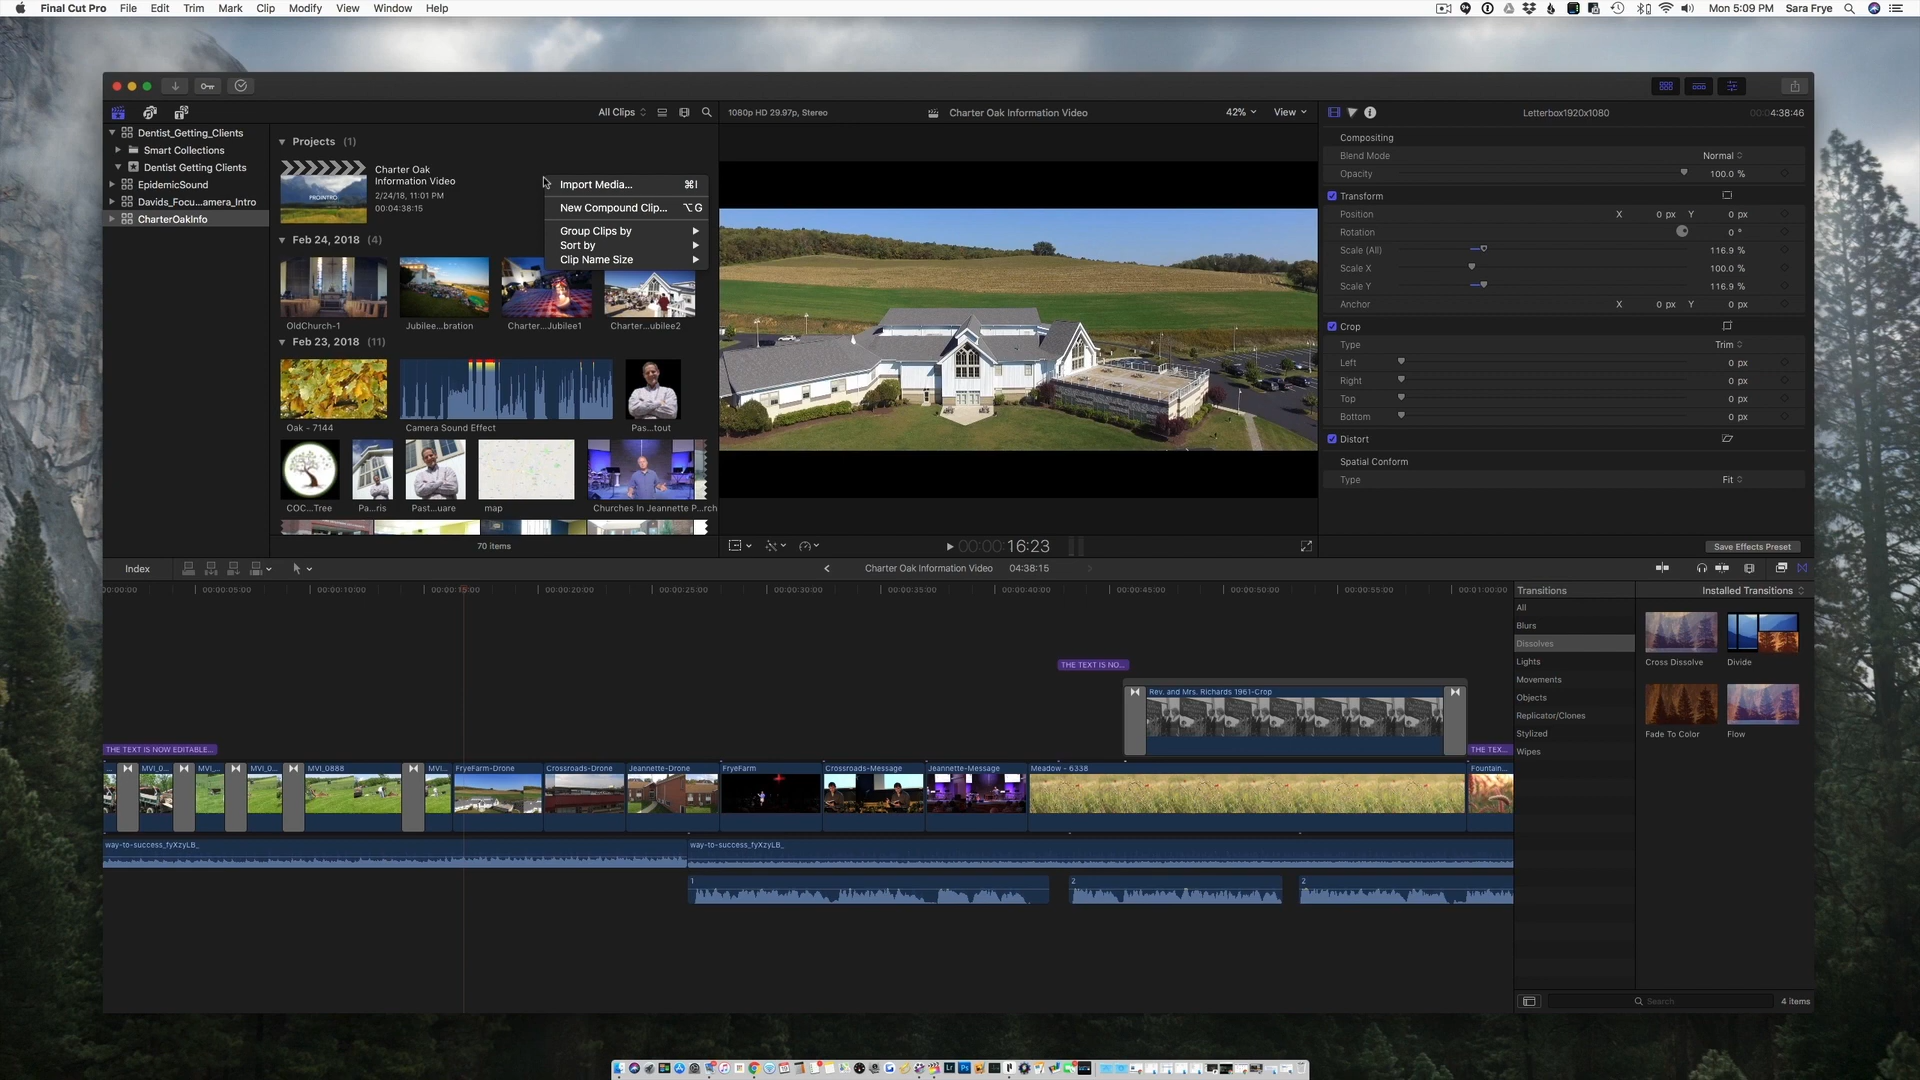 Final Cut Pro File Edit Trim Mark Clip Modify View Window Help
Mon 5:09 PM Sara Frye
All Clips
1080p HD 29.97p, Stereo
Charter Oak Information Video
42% View
Letterbox1920x1080
00:00:4:38:46
Dentist_Getting_Clients
Smart Collections
Dentist Getting Clients
EpidemicSound
Davids_Focu...amera_Intro
CharterOakInfo
Projects (1)
PROINTRO
Charter Oak
Information Video
2/24/18, 11:01 PM
00:04:38:15
Import Media... ⌘I
New Compound Clip... ⌥G
Group Clips by
Sort by
Clip Name Size
Feb 24, 2018 (4)
OldChurch-1
Jubilee...bration
Charter...Jubilee1
Charter...ubilee2
Feb 23, 2018 (11)
Oak - 7144
Camera Sound Effect
Pas...tout
COC...Tree
Pa...ris
Past...uare
map
Churches In Jeannette P...rch
70 items
Compositing
Blend Mode Normal
Opacity 100.0 %
Transform
Position X 0 px Y 0 px
Rotation 0 °
Scale (All) 116.9 %
Scale X 100.0 %
Scale Y 116.9 %
Anchor X 0 px Y 0 px
Crop
Type Trim
Left 0 px
Right 0 px
Top 0 px
Bottom 0 px
Distort
Spatial Conform
Type Fit
00:00:16:23
Save Effects Preset
Index
Charter Oak Information Video 04:38:15
00:00:00 00:00:05:00 00:00:10:00 00:00:15:00 00:00:20:00 00:00:25:00 00:00:30:00 00:00:35:00 00:00:40:00 00:00:45:00 00:00:50:00 00:00:55:00 00:01:00:00
THE TEXT IS NO...
Rev. and Mrs. Richards 1961-Crop
THE TEXT IS NOW EDITABLE...
THE TEX...
MVI_0...
MVI_...
MVI_0...
MVI_0888
MVI...
FryeFarm-Drone
Crossroads-Drone
Jeannette-Drone
FryeFarm
Crossroads-Message
Jeannette-Message
Meadow - 6338
Fountain...
way-to-success_fyXzyLB_
way-to-success_fyXzyLB_
1
2
2
Transitions
All
Blurs
Dissolves
Lights
Movements
Objects
Replicator/Clones
Stylized
Wipes
Installed Transitions
Cross Dissolve
Divide
Fade To Color
Flow
Search
4 items